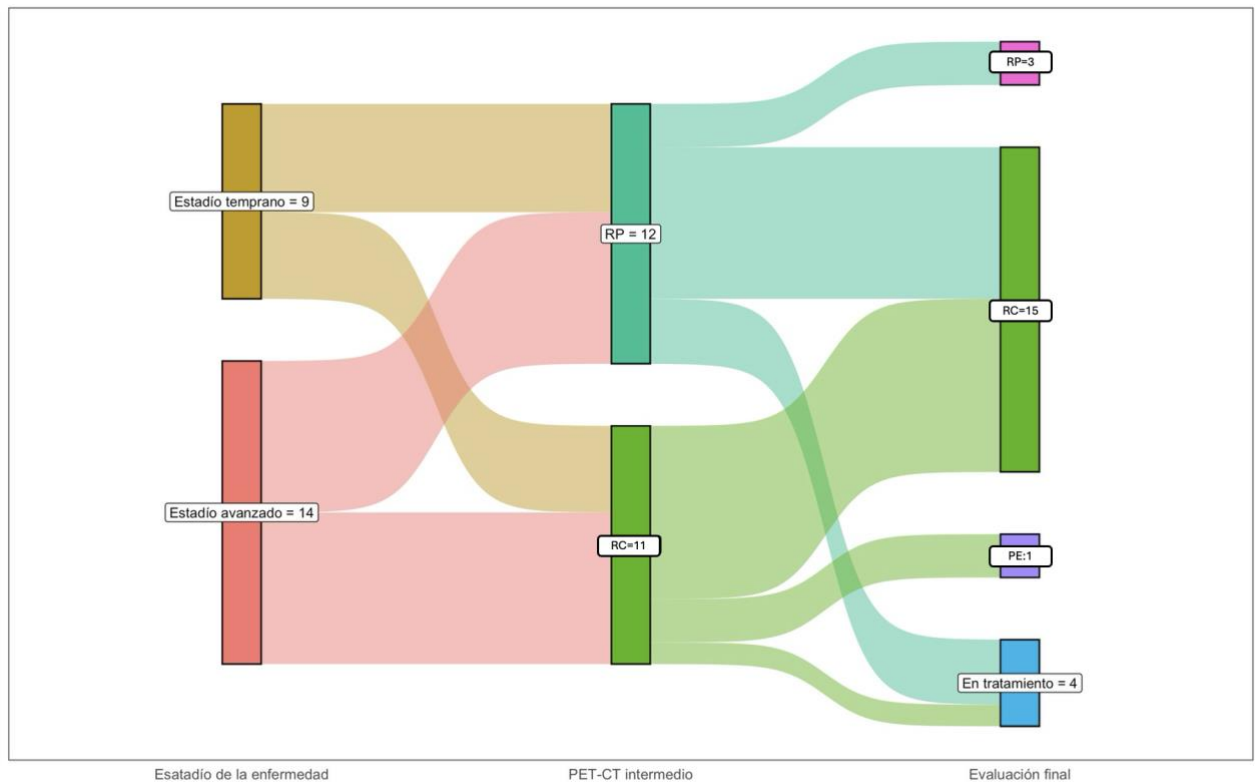 RP=3
Estadío temprano = 9
RP = 12
RC=15
Estadío avanzado = 14
RC=11
PE:1
En tratamiento = 4
Esatadío de la enfermedad
PET-CT intermedio
Evaluación final